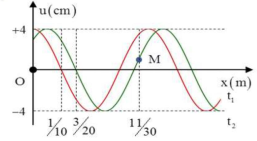 u(cm)
+4
M
O
x(m)
t₁
-4
t₂
1/10
3/20
11/30